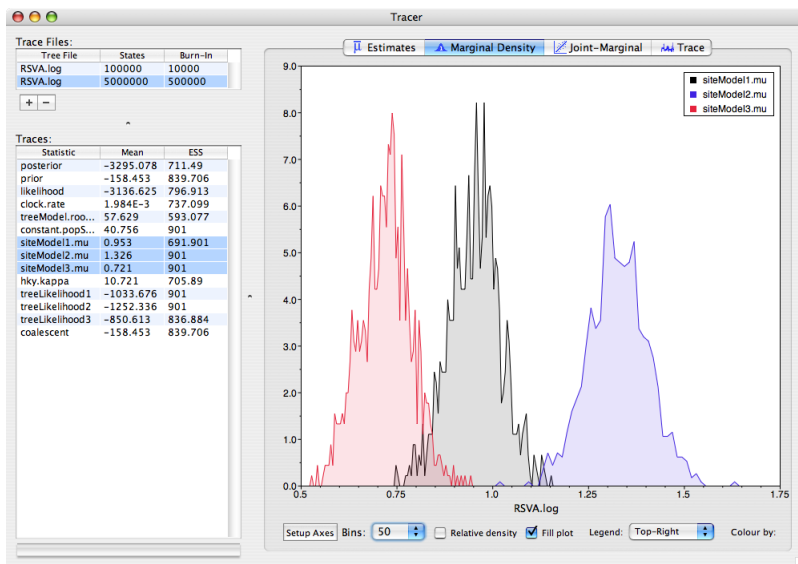 Tracer
Trace Files:
Tree File States Burn-In
RSVA.log 100000 10000
RSVA.log 5000000 500000
+ −
Traces:
Statistic Mean ESS
posterior -3295.078 711.49
prior -158.453 839.706
likelihood -3136.625 796.913
clock.rate 1.984E-3 737.099
treeModel.roo... 57.629 593.077
constant.popS... 40.756 901
siteModel1.mu 0.953 691.901
siteModel2.mu 1.326 901
siteModel3.mu 0.721 901
hky.kappa 10.721 705.89
treeLikelihood1 -1033.676 901
treeLikelihood2 -1252.336 901
treeLikelihood3 -850.613 836.884
coalescent -158.453 839.706
μ Estimates Marginal Density Joint-Marginal Trace
siteModel1.mu
siteModel2.mu
siteModel3.mu
9.0
8.0
7.0
6.0
5.0
4.0
3.0
2.0
1.0
0.0
0.5 0.75 1.0 1.25 1.5 1.75
RSVA.log
Setup Axes Bins: 50 Relative density Fill plot Legend: Top-Right Colour by: